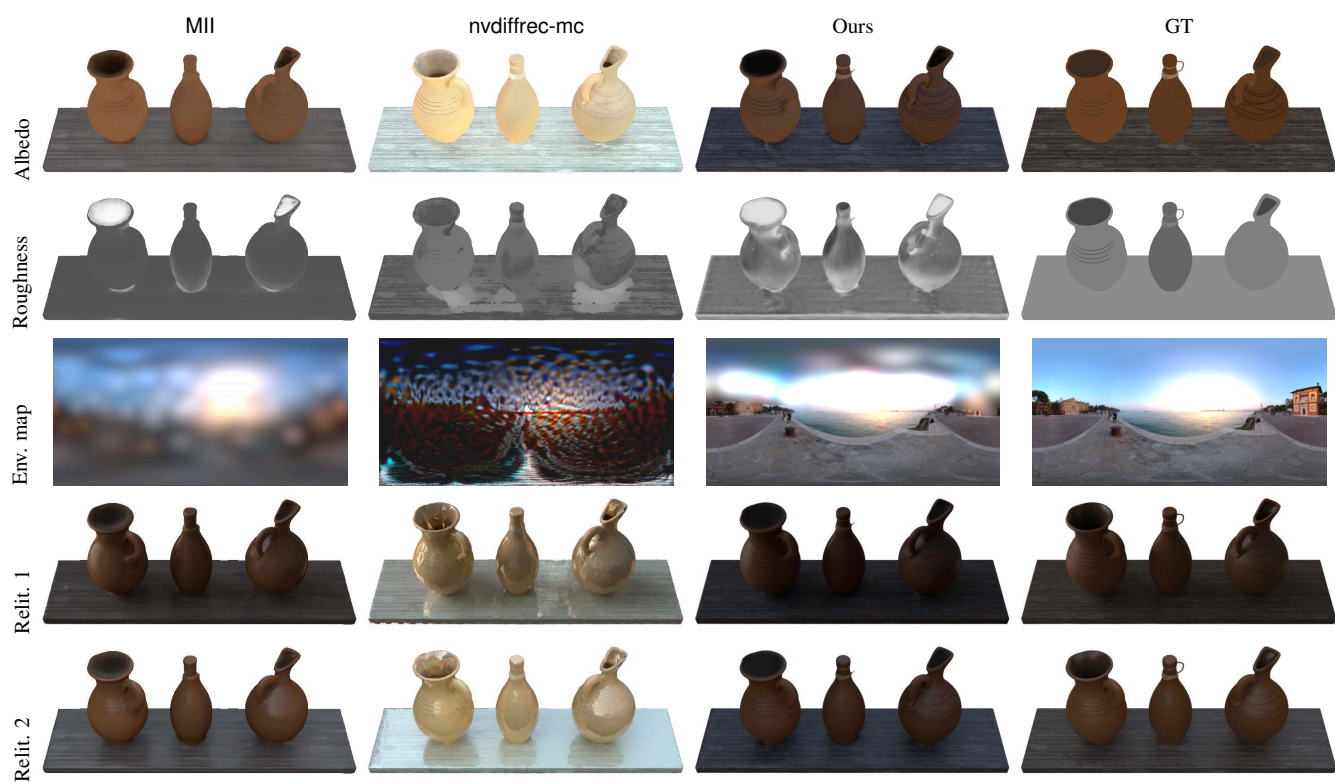 MII nvdiffrec-mc Ours GT
Albedo
Roughness
Env. map
Relit. 1
Relit. 2